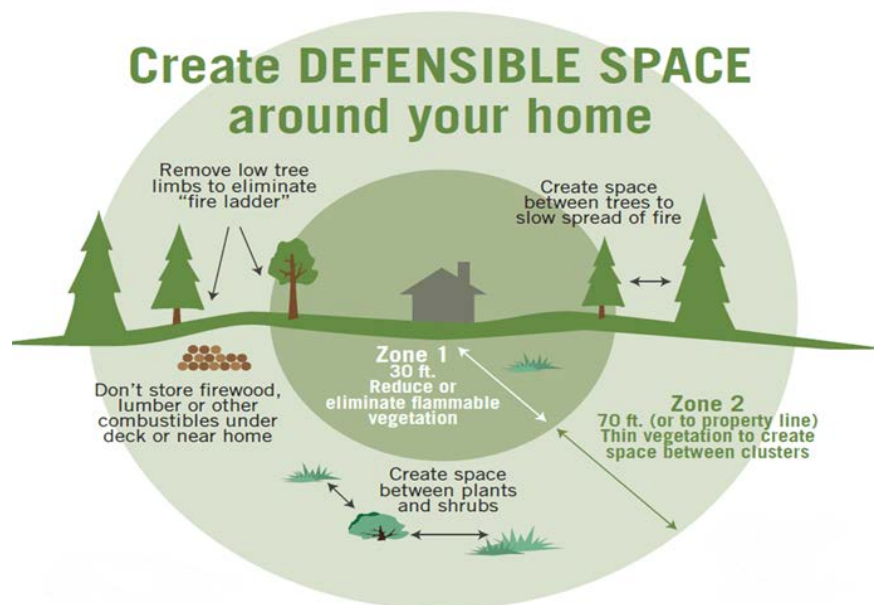 Create DEFENSIBLE SPACE
around your home
Remove low tree
limbs to eliminate
“fire ladder”
Create space
between trees to
slow spread of fire
Zone 1
30 ft.
Reduce or
eliminate flammable
vegetation
Don’t store firewood,
lumber or other
combustibles under
deck or near home
Zone 2
70 ft. (or to property line)
Thin vegetation to create
space between clusters
Create space
between plants
and shrubs